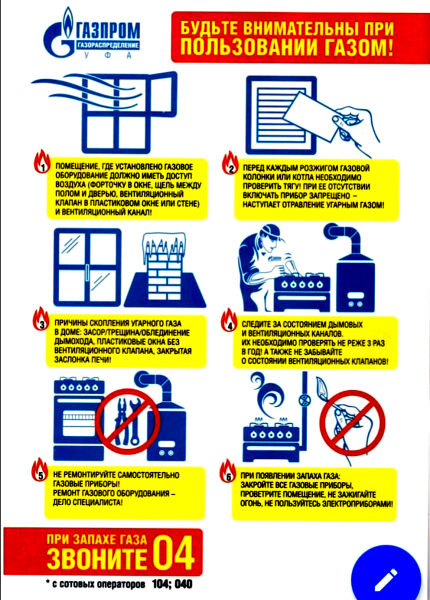 ГАЗПРОМ
ГАЗОРАСПРЕДЕЛЕНИЕ
УФА
БУДЬТЕ ВНИМАТЕЛЬНЫ ПРИ
ПОЛЬЗОВАНИИ ГАЗОМ!
1
ПОМЕЩЕНИЕ, ГДЕ УСТАНОВЛЕНО ГАЗОВОЕ
ОБОРУДОВАНИЕ ДОЛЖНО ИМЕТЬ ДОСТУП
ВОЗДУХА (ФОРТОЧКУ В ОКНЕ, ЩЕЛЬ МЕЖДУ
ПОЛОМ И ДВЕРЬЮ, ВЕНТИЛЯЦИОННЫЙ
КЛАПАН В ПЛАСТИКОВОМ ОКНЕ ИЛИ СТЕНЕ)
И ВЕНТИЛЯЦИОННЫЙ КАНАЛ!
2
ПЕРЕД КАЖДЫМ РОЗЖИГОМ ГАЗОВОЙ
КОЛОНКИ ИЛИ КОТЛА НЕОБХОДИМО
ПРОВЕРИТЬ ТЯГУ! ПРИ ЕЕ ОТСУТСТВИИ
ВКЛЮЧАТЬ ПРИБОР ЗАПРЕЩЕНО –
НАСТУПАЕТ ОТРАВЛЕНИЕ УГАРНЫМ ГАЗОМ!
3
ПРИЧИНЫ СКОПЛЕНИЯ УГАРНОГО ГАЗА
В ДОМЕ: ЗАСОР/ТРЕЩИНА/ОБЛЕДЕНИЕ
ДЫМОХОДА, ПЛАСТИКОВЫЕ ОКНА БЕЗ
ВЕНТИЛЯЦИОННОГО КЛАПАНА, ЗАКРЫТАЯ
ЗАСЛОНКА ПЕЧИ!
4
СЛЕДИТЕ ЗА СОСТОЯНИЕМ ДЫМОВЫХ
И ВЕНТИЛЯЦИОННЫХ КАНАЛОВ.
ИХ НЕОБХОДИМО ПРОВЕРЯТЬ НЕ РЕЖЕ 3 РАЗ
В ГОД! А ТАКЖЕ НЕ ЗАБЫВАЙТЕ
О СОСТОЯНИИ ВЕНТИЛЯЦИОННЫХ КЛАПАНОВ!
5
НЕ РЕМОНТИРУЙТЕ САМОСТОЯТЕЛЬНО
ГАЗОВЫЕ ПРИБОРЫ!
РЕМОНТ ГАЗОВОГО ОБОРУДОВАНИЯ –
ДЕЛО СПЕЦИАЛИСТА!
6
ПРИ ПОЯВЛЕНИИ ЗАПАХА ГАЗА:
ЗАКРОЙТЕ ВСЕ ГАЗОВЫЕ ПРИБОРЫ,
ПРОВЕТРИТЕ ПОМЕЩЕНИЕ, НЕ ЗАЖИГАЙТЕ
ОГОНЬ, НЕ ПОЛЬЗУЙТЕСЬ ЭЛЕКТРОПРИБОРАМИ!
ПРИ ЗАПАХЕ ГАЗА
ЗВОНИТЕ 04
* с сотовых операторов 104; 040